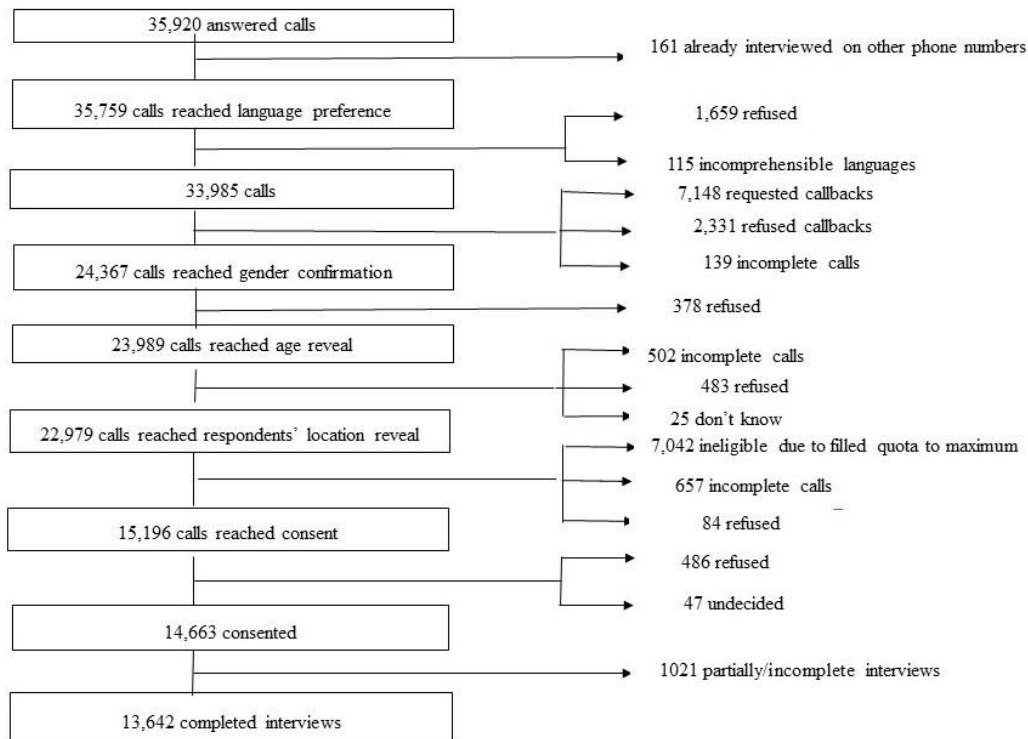 35,920 answered calls
161 already interviewed on other phone numbers
35,759 calls reached language preference
1,659 refused
115 incomprehensible languages
33,985 calls
7,148 requested callbacks
2,331 refused callbacks
139 incomplete calls
24,367 calls reached gender confirmation
378 refused
23,989 calls reached age reveal
502 incomplete calls
483 refused
25 don’t know
22,979 calls reached respondents’ location reveal
7,042 ineligible due to filled quota to maximum
657 incomplete calls
84 refused
15,196 calls reached consent
486 refused
47 undecided
14,663 consented
1021 partially/incomplete interviews
13,642 completed interviews